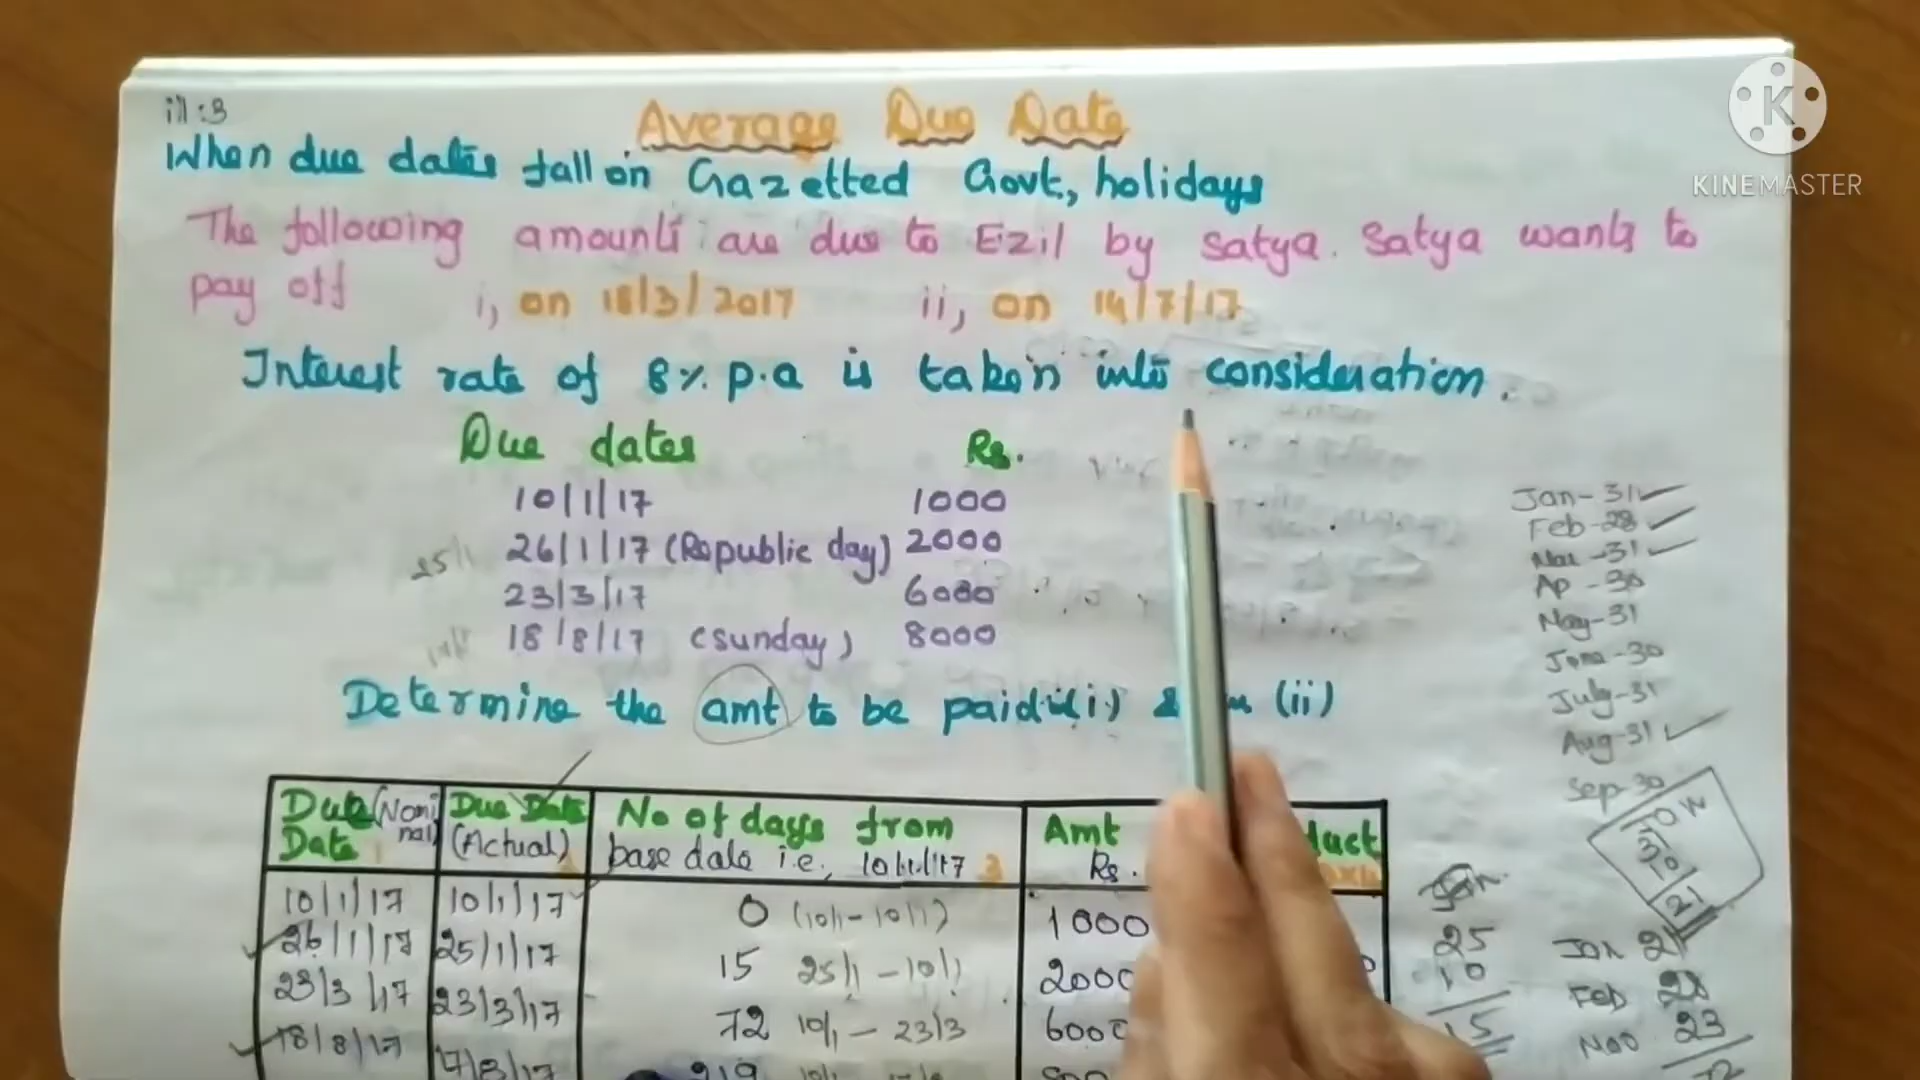 ill:3
Average Due Date
When due dates fall on Gazetted Govt, holidays
The following amounts are due to Ezil by Satya. Satya wants to
pay off i, on 18/3/2017 ii, on 14/7/17
Interest rate of 8% p.a is taken into consideration.
Due dates Rs.
10/1/17 1000
25/1 26/1/17 (Republic day) 2000
23/3/17 6000
18/8/17 (Sunday) 8000
Determine the amt to be paid (i) & (ii)
Due Date (Nominal) Due Date (Actual) No of days from base date i.e., 10/1/17 Amt Rs.
10/1/17 10/1/17 0 (10/1-10/1) 1000
26/1/17 25/1/17 15 25/1-10/1 2000
23/3/17 23/3/17 72 10/1-23/3 6000
18/8/17 17/8/17 219
Jan-31
Feb-28
Mar-31
Ap-30
May-31
June-30
July-31
Aug-31
Sep-30
25
10
15
Jan 21
Feb 28
23
K
KINEMASTER